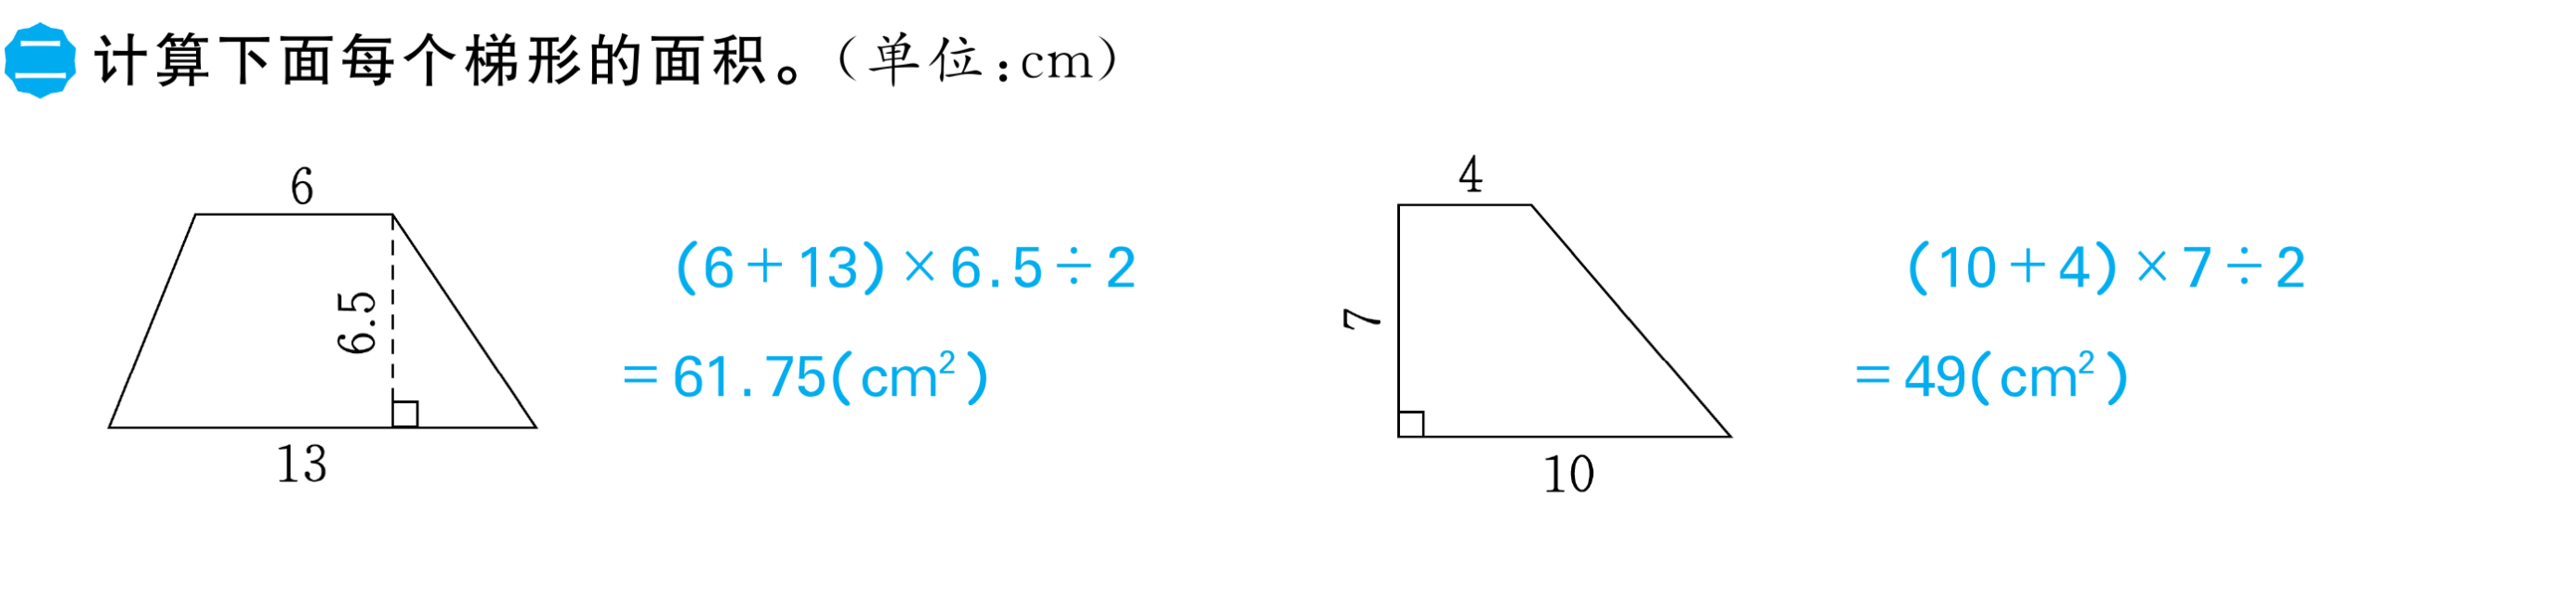 二 计算下面每个梯形的面积。(单位:cm)
6
6.5
13
(6+13)×6.5÷2
=61.75(cm²)
4
7
10
(10+4)×7÷2
=49(cm²)